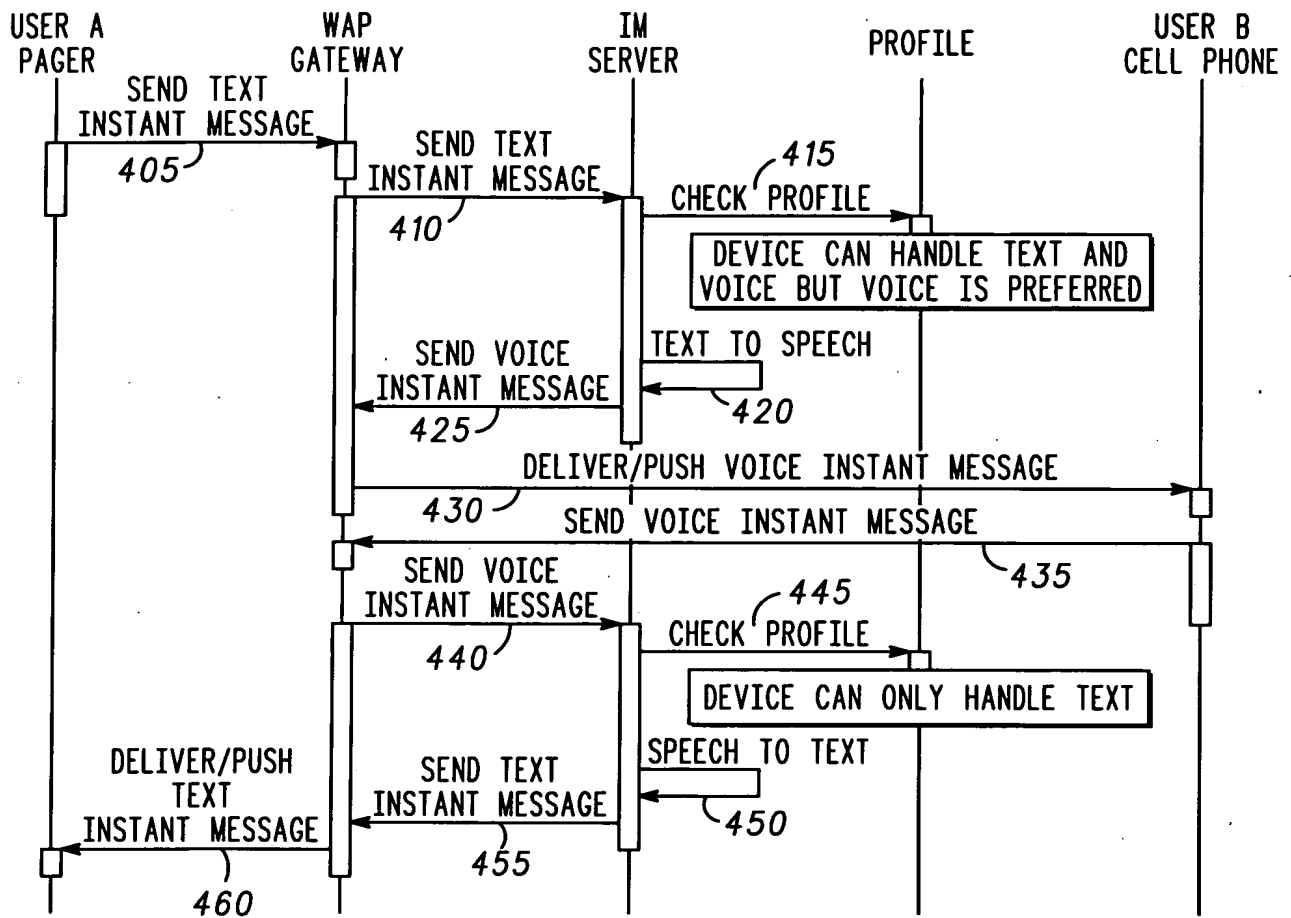 USER A
PAGER
WAP
GATEWAY
IM
SERVER
PROFILE
USER B
CELL PHONE
SEND TEXT
INSTANT MESSAGE
405
SEND TEXT
INSTANT MESSAGE
410
415
CHECK PROFILE
DEVICE CAN HANDLE TEXT AND
VOICE BUT VOICE IS PREFERRED
TEXT TO SPEECH
420
SEND VOICE
INSTANT MESSAGE
425
DELIVER/PUSH VOICE INSTANT MESSAGE
430
SEND VOICE INSTANT MESSAGE
435
SEND VOICE
INSTANT MESSAGE
440
445
CHECK PROFILE
DEVICE CAN ONLY HANDLE TEXT
SPEECH TO TEXT
450
SEND TEXT
INSTANT MESSAGE
455
DELIVER/PUSH
TEXT
INSTANT MESSAGE
460